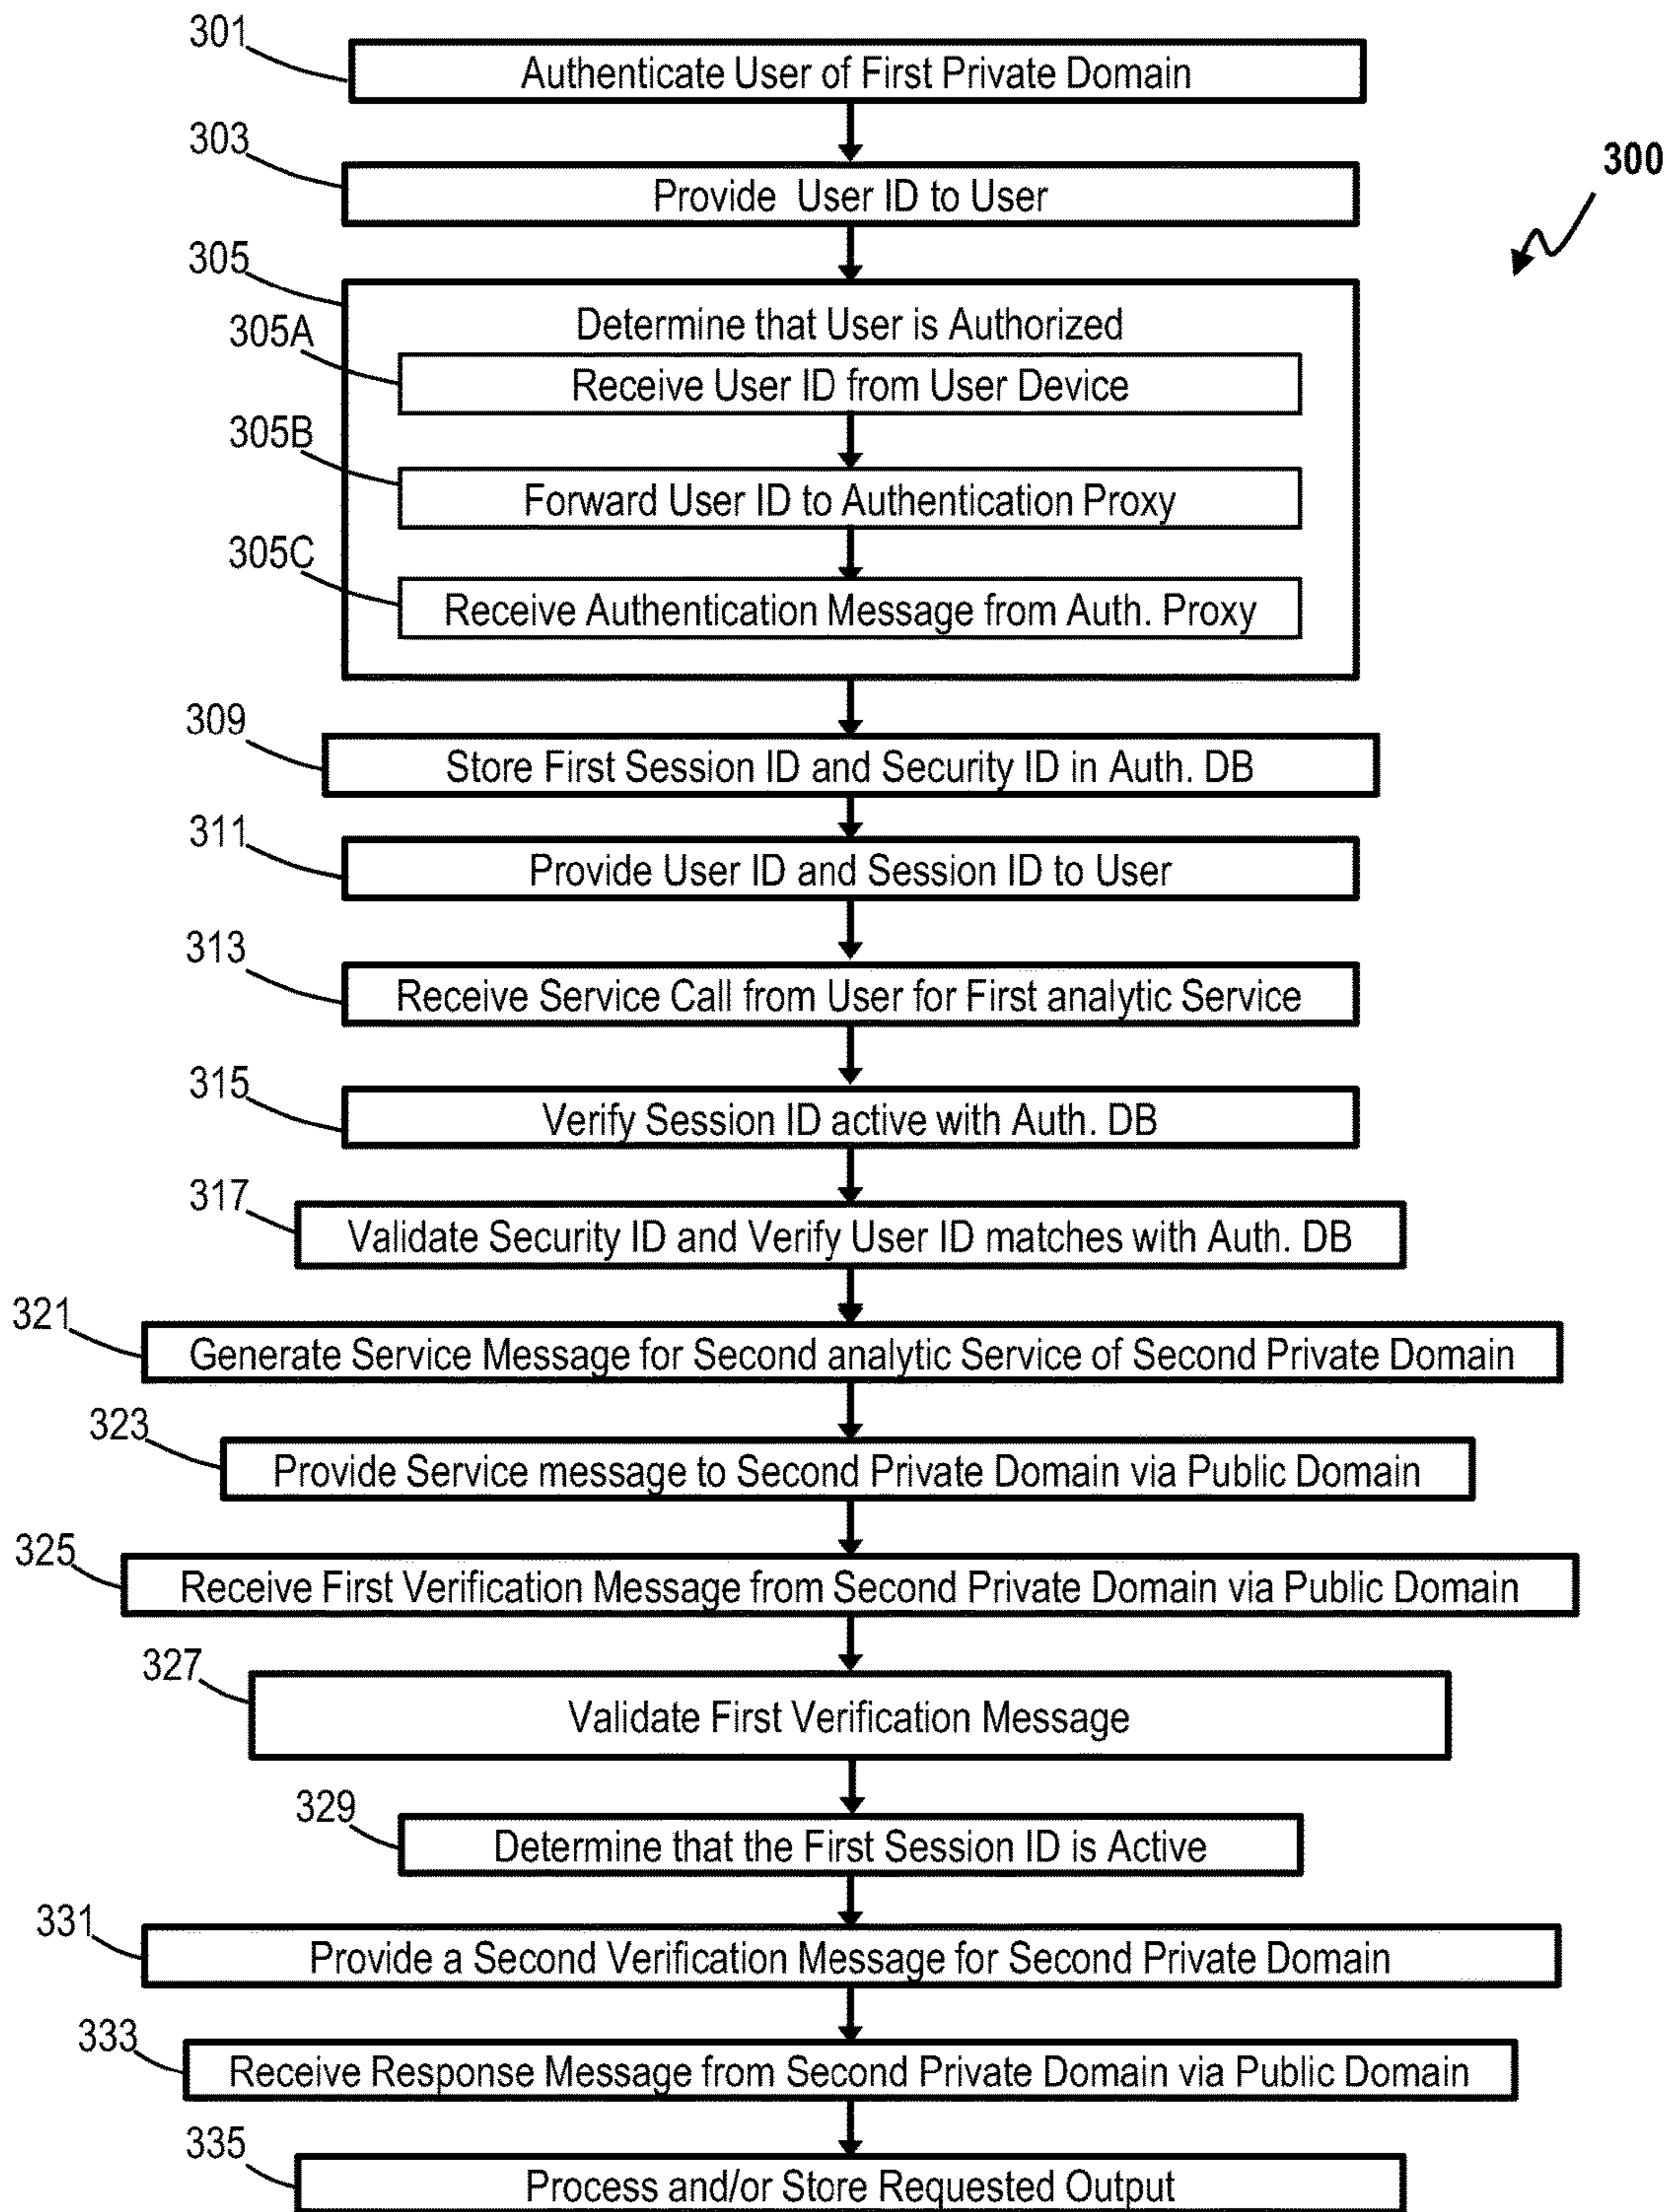 301
Authenticate User of First Private Domain
303
Provide User ID to User
300
305
Determine that User is Authorized
305A
Receive User ID from User Device
305B
Forward User ID to Authentication Proxy
305C
Receive Authentication Message from Auth. Proxy
309
Store First Session ID and Security ID in Auth. DB
311
Provide User ID and Session ID to User
313
Receive Service Call from User for First analytic Service
315
Verify Session ID active with Auth. DB
317
Validate Security ID and Verify User ID matches with Auth. DB
321
Generate Service Message for Second analytic Service of Second Private Domain
323
Provide Service message to Second Private Domain via Public Domain
325
Receive First Verification Message from Second Private Domain via Public Domain
327
Validate First Verification Message
329
Determine that the First Session ID is Active
331
Provide a Second Verification Message for Second Private Domain
333
Receive Response Message from Second Private Domain via Public Domain
335
Process and/or Store Requested Output